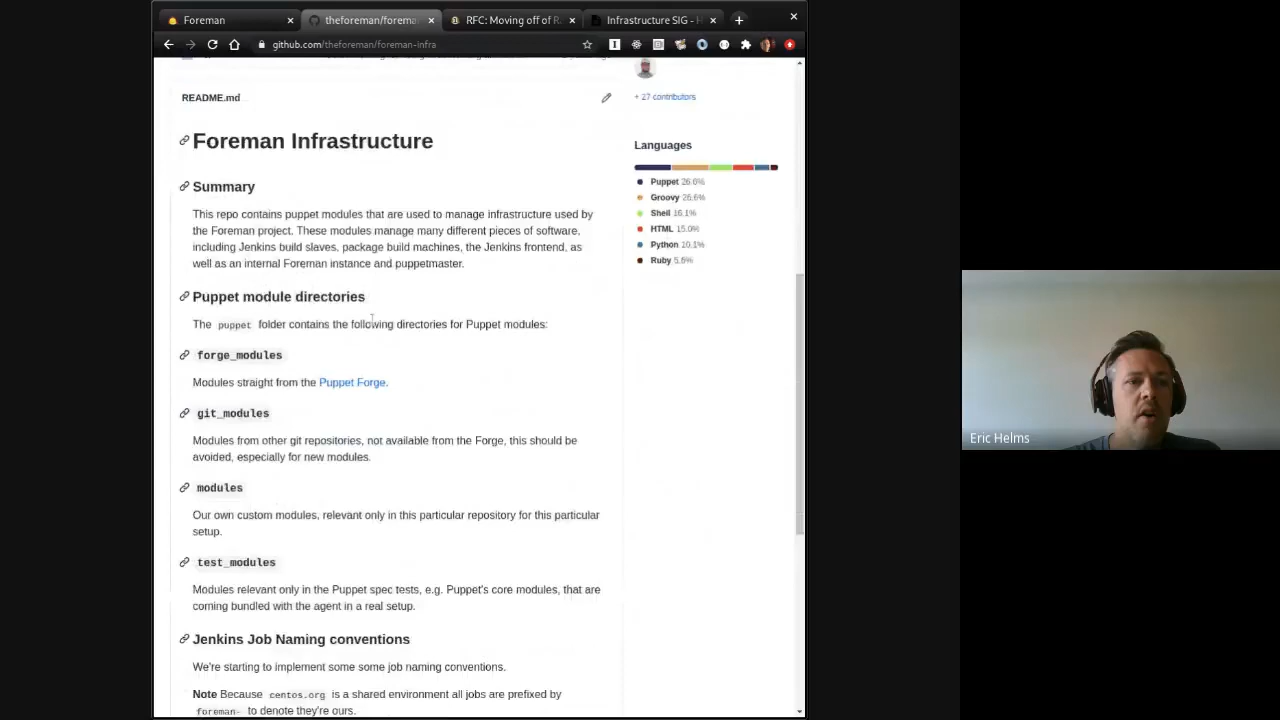 Foreman
theforeman/forema
RFC: Moving off of R
Infrastructure SIG - H
github.com/theforeman/foreman-infra
README.md
+ 27 contributors
Foreman Infrastructure
Languages
Summary
Puppet 26.6%
Groovy 26.6%
Shell 16.1%
HTML 15.0%
Python 10.1%
Ruby 5.6%
This repo contains puppet modules that are used to manage infrastructure used by
the Foreman project. These modules manage many different pieces of software,
including Jenkins build slaves, package build machines, the Jenkins frontend, as
well as an internal Foreman instance and puppetmaster.
Puppet module directories
The puppet folder contains the following directories for Puppet modules:
forge_modules
Modules straight from the Puppet Forge.
git_modules
Modules from other git repositories, not available from the Forge, this should be
avoided, especially for new modules.
modules
Our own custom modules, relevant only in this particular repository for this particular
setup.
test_modules
Modules relevant only in the Puppet spec tests, e.g. Puppet's core modules, that are
coming bundled with the agent in a real setup.
Jenkins Job Naming conventions
We're starting to implement some some job naming conventions.
Note Because centos.org is a shared environment all jobs are prefixed by
foreman- to denote they're ours.
Eric Helms